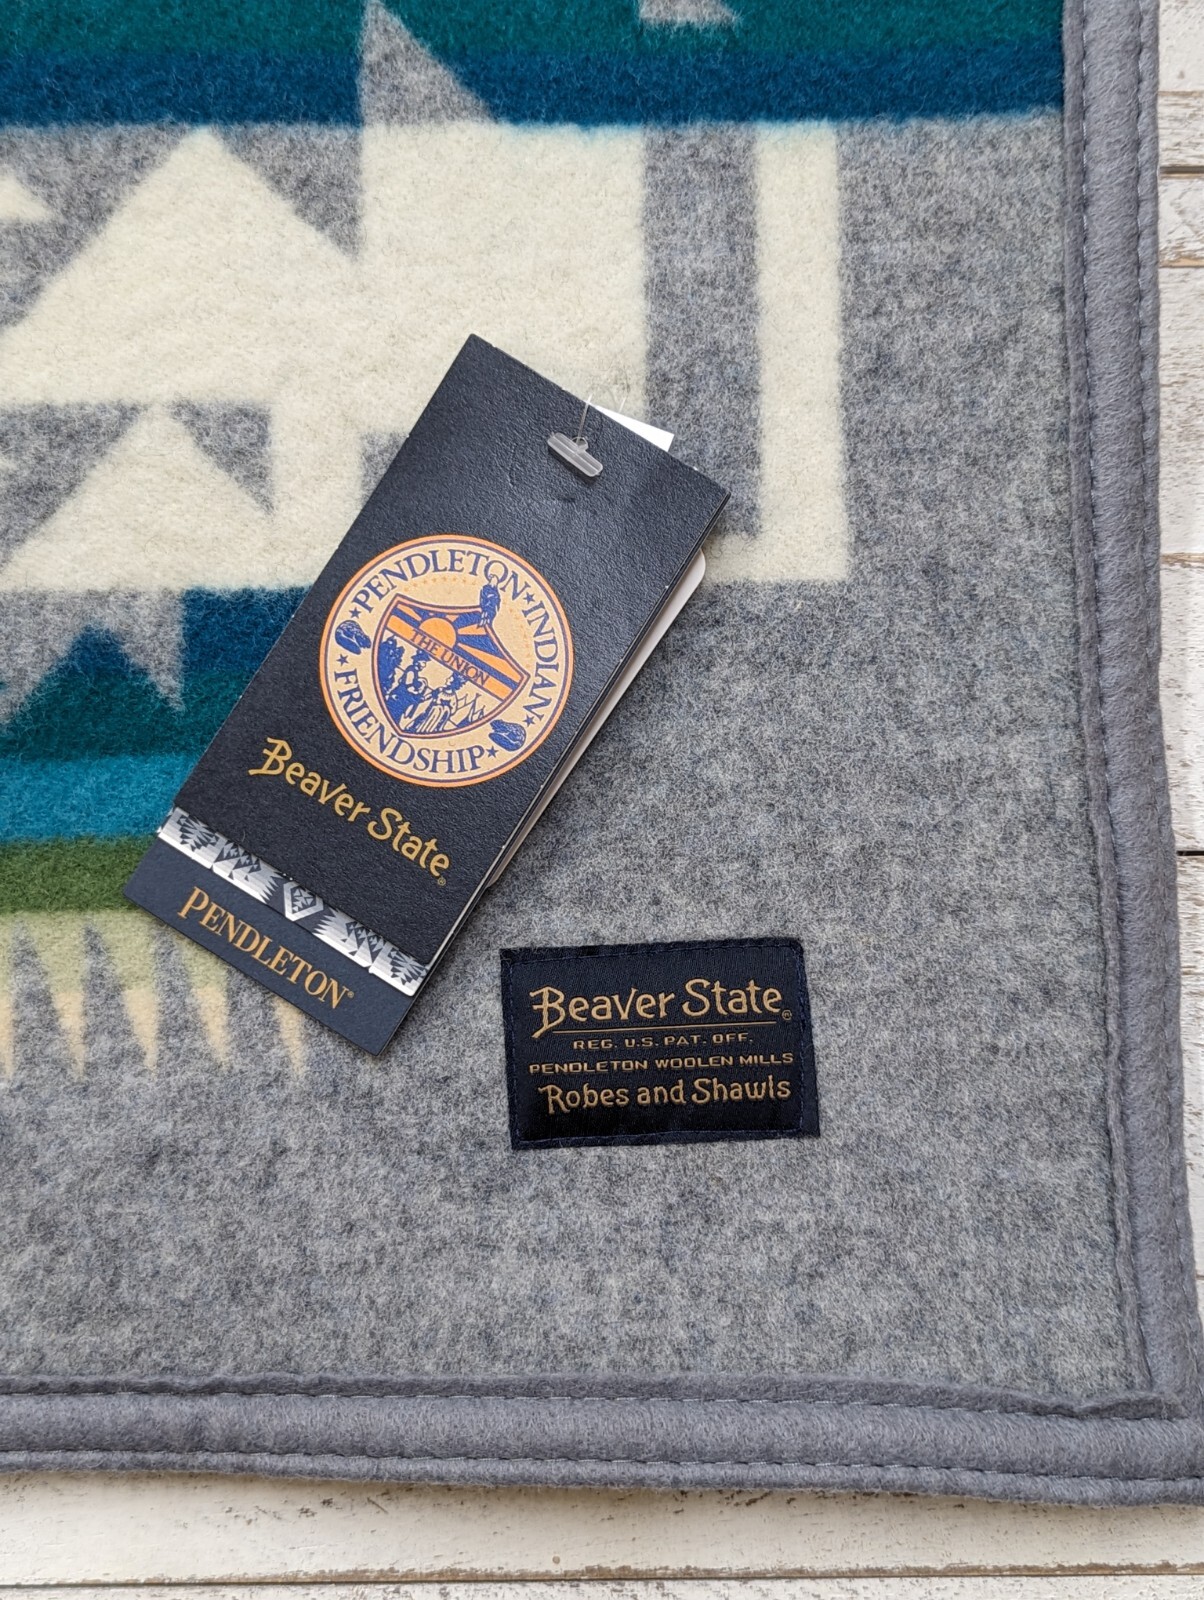 ★PENDLETON★INDIAN★
THE UNION
★FRIENDSHIP★
Beaver State®
PENDLETON®
Beaver State®
REG. U.S. PAT. OFF.
PENDLETON WOOLEN MILLS
Robes and Shawls